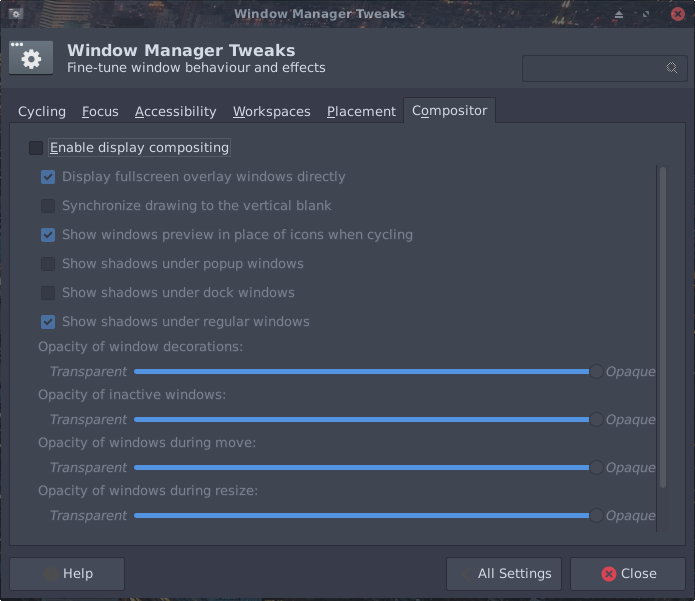 Window Manager Tweaks
Window Manager Tweaks
Fine-tune window behaviour and effects
Cycling Focus Accessibility Workspaces Placement Compositor
Enable display compositing
Display fullscreen overlay windows directly
Synchronize drawing to the vertical blank
Show windows preview in place of icons when cycling
Show shadows under popup windows
Show shadows under dock windows
Show shadows under regular windows
Opacity of window decorations:
Transparent Opaque
Opacity of inactive windows:
Transparent Opaque
Opacity of windows during move:
Transparent Opaque
Opacity of windows during resize:
Transparent Opaque
Help All Settings Close